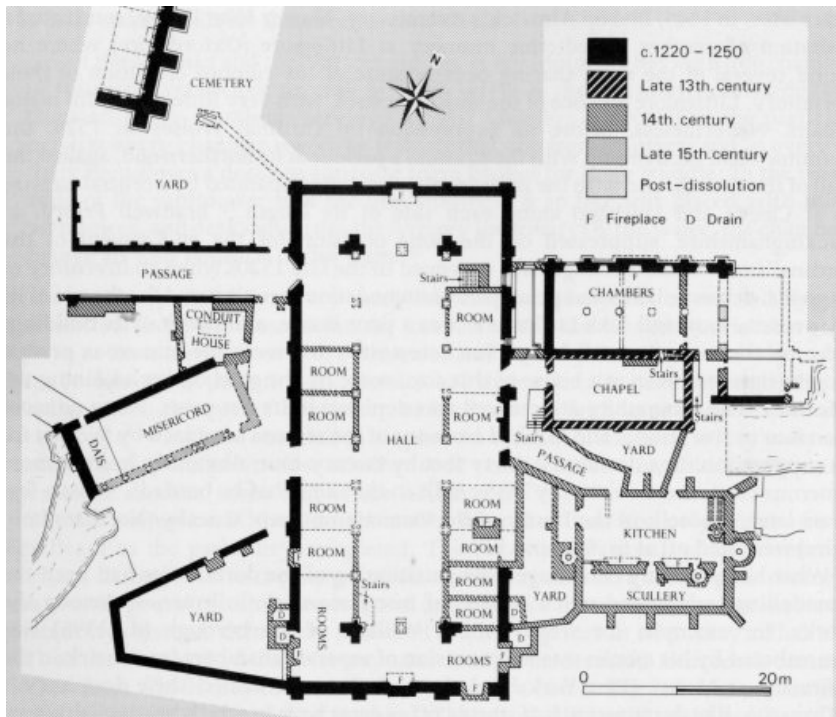 CEMETERY
N
c.1220–1250
Late 13th. century
14th. century
Late 15th. century
Post–dissolution
F Fireplace D Drain
YARD
PASSAGE
CONDUIT
HOUSE
MISERICORD
DAIS
F
Stairs
ROOM
ROOM
ROOM
ROOM
F
HALL
F
CHAMBERS
CHAPEL
Stairs
Stairs
Stairs
YARD
PASSAGE
ROOM
ROOM
F
ROOM
ROOM
ROOM
KITCHEN
F
F
SCULLERY
YARD
YARD
D
D
ROOMS
Stairs
D
D
ROOMS
F
F
F
0 20m